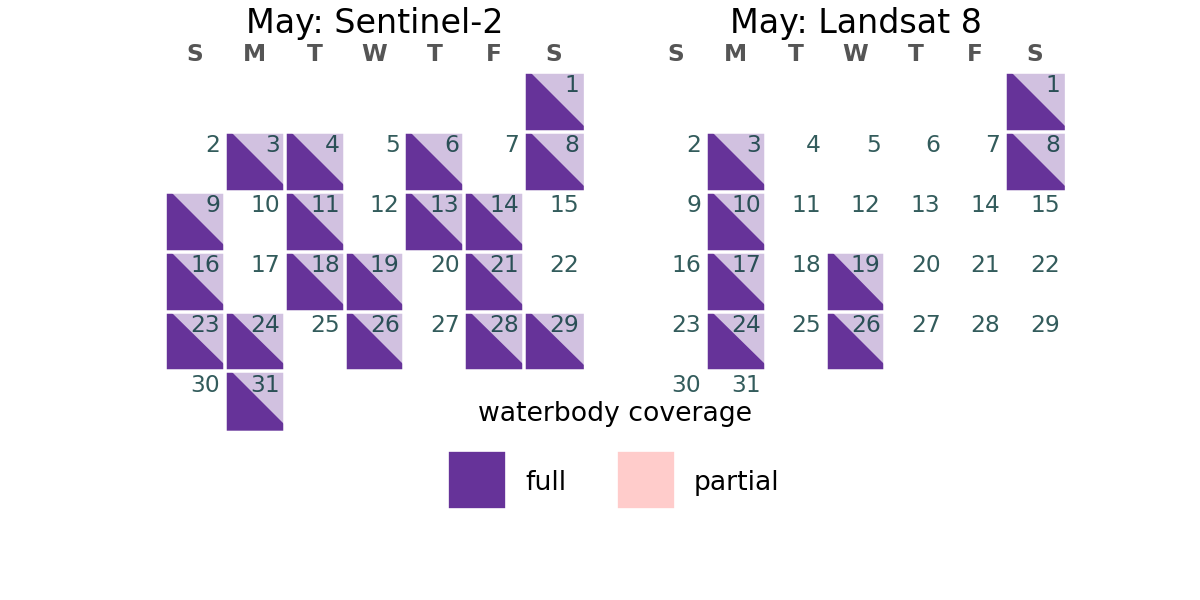 May: Sentinel-2
S M T W T F S
1
2 3 4 5 6 7 8
9 10 11 12 13 14 15
16 17 18 19 20 21 22
23 24 25 26 27 28 29
30 31
May: Landsat 8
S M T W T F S
1
2 3 4 5 6 7 8
9 10 11 12 13 14 15
16 17 18 19 20 21 22
23 24 25 26 27 28 29
30 31
waterbody coverage
full partial